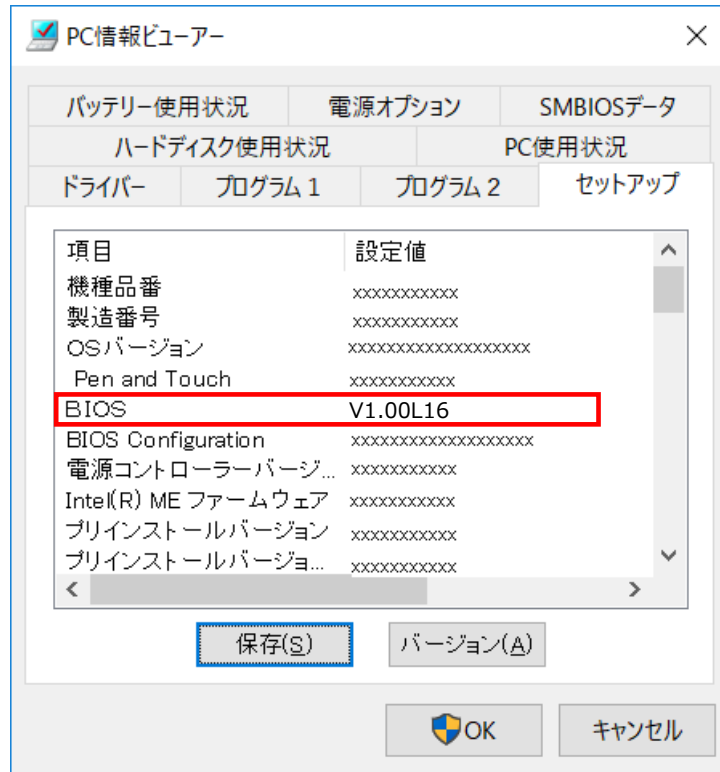 PC情報ビューアー
バッテリー使用状況 電源オプション SMBIOSデータ
ハードディスク使用状況 PC使用状況
ドライバー プログラム 1 プログラム 2 セットアップ
項目 設定値
機種品番 xxxxxxxxxxx
製造番号 xxxxxxxxxxx
OSバージョン xxxxxxxxxxxxxxxxxxx
Pen and Touch xxxxxxxxxxx
BIOS V1.00L16
BIOS Configuration xxxxxxxxxxxxxxxxxxx
電源コントローラーバージ... xxxxxxxxxxx
Intel(R) ME ファームウェア xxxxxxxxxxx
プリインストールバージョン xxxxxxxxxxx
プリインストールバージョ... xxxxxxxxxxx
保存(S) バージョン(A)
OK キャンセル